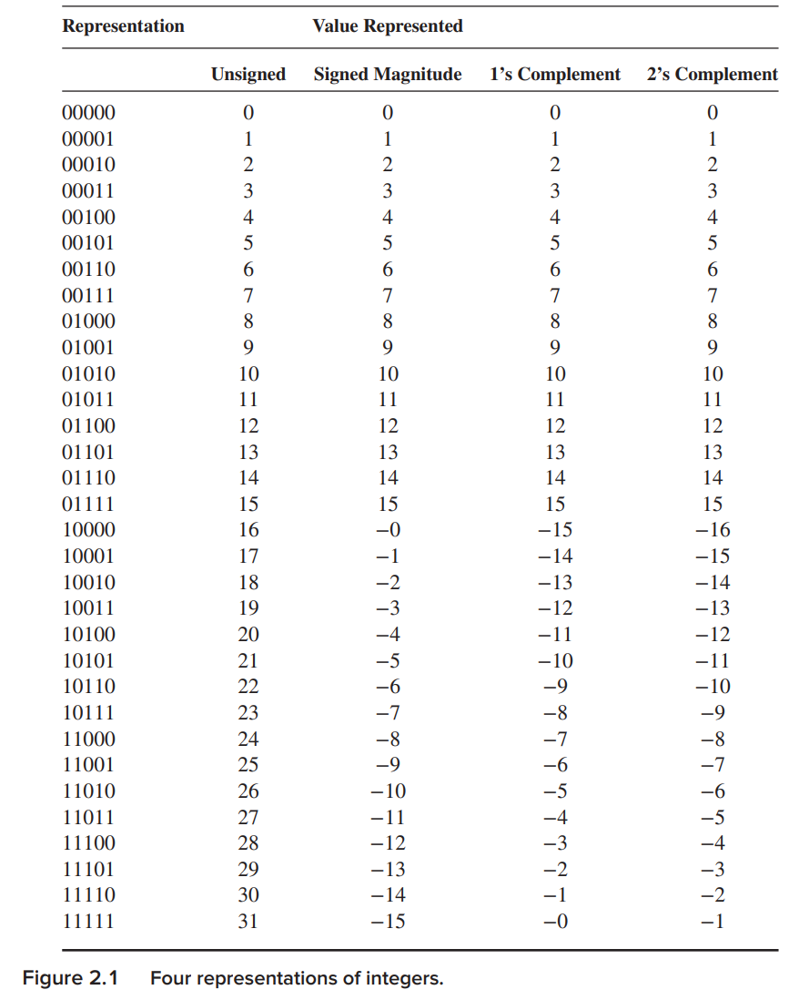 Representation Value Represented
Unsigned Signed Magnitude 1’s Complement 2’s Complement
00000 0 0 0 0
00001 1 1 1 1
00010 2 2 2 2
00011 3 3 3 3
00100 4 4 4 4
00101 5 5 5 5
00110 6 6 6 6
00111 7 7 7 7
01000 8 8 8 8
01001 9 9 9 9
01010 10 10 10 10
01011 11 11 11 11
01100 12 12 12 12
01101 13 13 13 13
01110 14 14 14 14
01111 15 15 15 15
10000 16 −0 −15 −16
10001 17 −1 −14 −15
10010 18 −2 −13 −14
10011 19 −3 −12 −13
10100 20 −4 −11 −12
10101 21 −5 −10 −11
10110 22 −6 −9 −10
10111 23 −7 −8 −9
11000 24 −8 −7 −8
11001 25 −9 −6 −7
11010 26 −10 −5 −6
11011 27 −11 −4 −5
11100 28 −12 −3 −4
11101 29 −13 −2 −3
11110 30 −14 −1 −2
11111 31 −15 −0 −1
Figure 2.1 Four representations of integers.